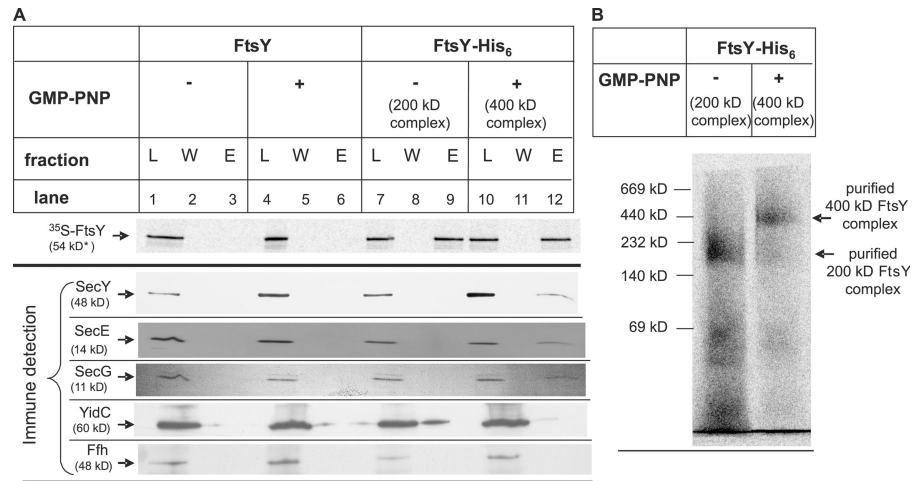 A
FtsY
FtsY-His6
GMP-PNP
-
+
-
(200 kD
complex)
+
(400 kD
complex)
fraction
L W E L W E L W E L W E
lane
1 2 3 4 5 6 7 8 9 10 11 12
35S-FtsY
(54 kD*)
Immune detection
SecY
(48 kD)
SecE
(14 kD)
SecG
(11 kD)
YidC
(60 kD)
Ffh
(48 kD)
B
FtsY-His6
GMP-PNP
-
(200 kD
complex)
+
(400 kD
complex)
669 kD
440 kD
232 kD
140 kD
69 kD
purified
400 kD FtsY
complex
purified
200 kD FtsY
complex